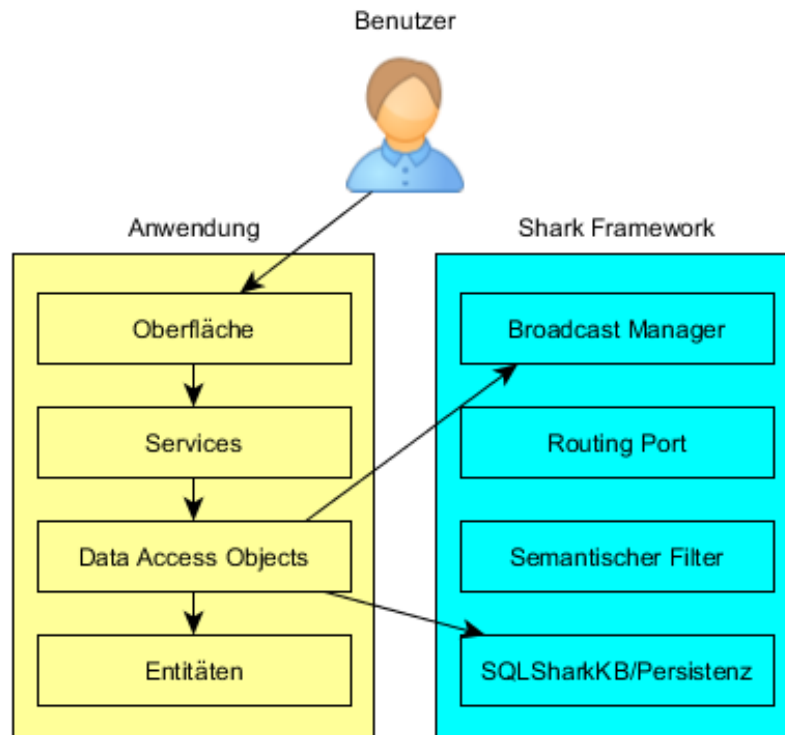 Benutzer
Anwendung
Shark Framework
Oberfläche
Broadcast Manager
Services
Routing Port
Data Access Objects
Semantischer Filter
Entitäten
SQLSharkKB/Persistenz